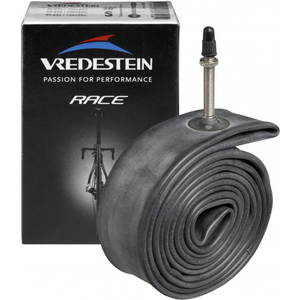 VREDESTEIN
PASSION FOR PERFORMANCE
RACE